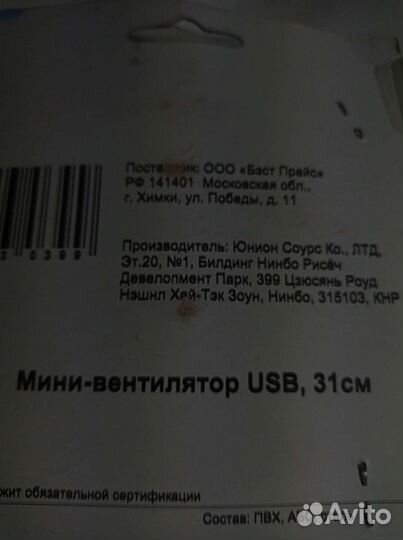 Поставщик: ООО «Бэст Прайс»
РФ 141401 Московская обл.,
г. Химки, ул. Победы, д. 11
0399
Производитель: Юнион Соурс Ко., ЛТД,
Эт.20, №1, Билдинг Нинбо Рисёч
Девелопмент Парк, 399 Цзюсянь Роуд
Нэшнл Хай-Тэк Зоун, Нинбо, 315103, КНР
Мини-вентилятор USB, 31см
жит обязательной сертификации
Состав: ПВХ,
Avito